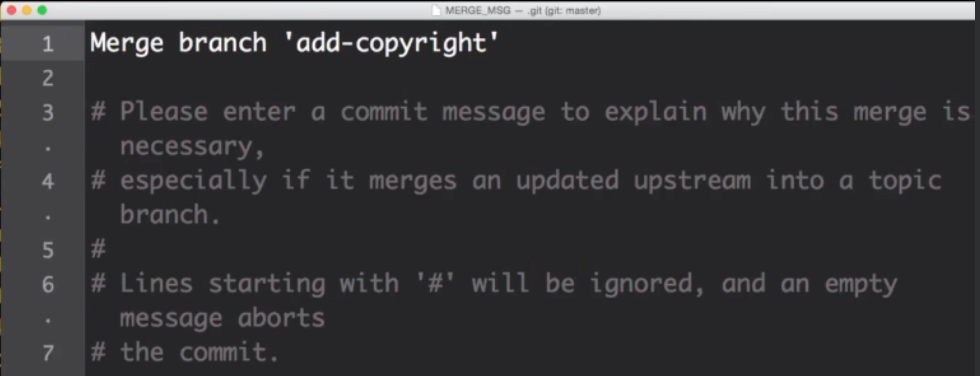 MERGE_MSG — .git (git: master)
1 Merge branch 'add-copyright'
2
3 # Please enter a commit message to explain why this merge is
· necessary,
4 # especially if it merges an updated upstream into a topic
· branch.
5 #
6 # Lines starting with '#' will be ignored, and an empty
· message aborts
7 # the commit.